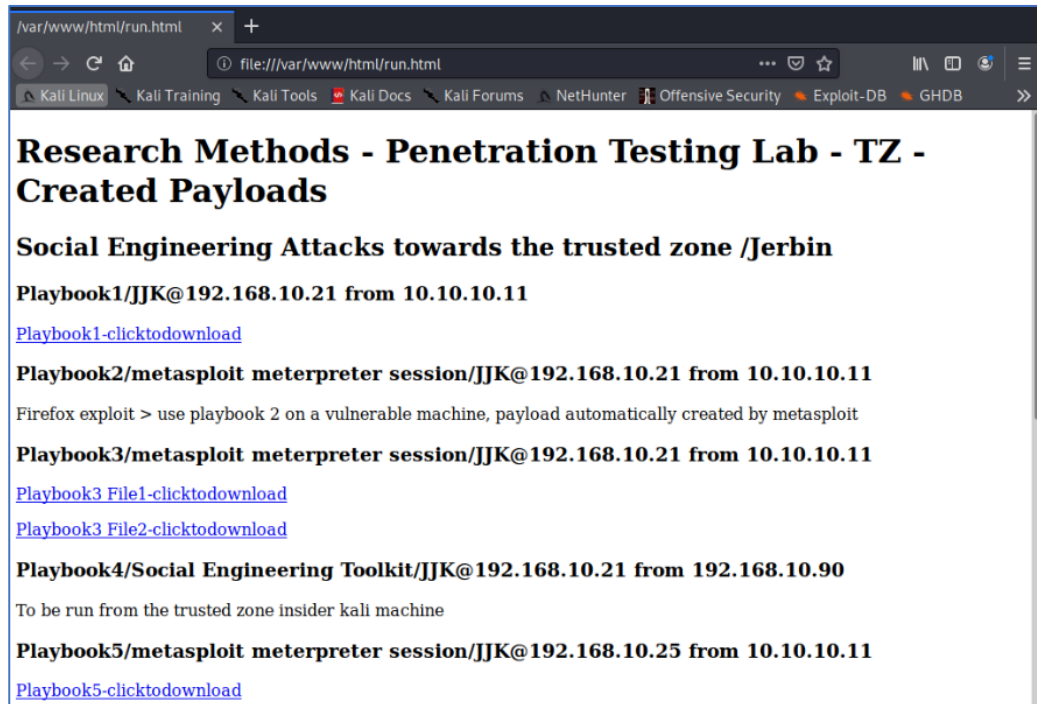 /var/www/html/run.html
file:///var/www/html/run.html
Kali Linux Kali Training Kali Tools Kali Docs Kali Forums NetHunter Offensive Security Exploit-DB GHDB
Research Methods - Penetration Testing Lab - TZ -
Created Payloads
Social Engineering Attacks towards the trusted zone /Jerbin
Playbook1/JJK@192.168.10.21 from 10.10.10.11
Playbook1-clicktodownload
Playbook2/metasploit meterpreter session/JJK@192.168.10.21 from 10.10.10.11
Firefox exploit > use playbook 2 on a vulnerable machine, payload automatically created by metasploit
Playbook3/metasploit meterpreter session/JJK@192.168.10.21 from 10.10.10.11
Playbook3 File1-clicktodownload
Playbook3 File2-clicktodownload
Playbook4/Social Engineering Toolkit/JJK@192.168.10.21 from 192.168.10.90
To be run from the trusted zone insider kali machine
Playbook5/metasploit meterpreter session/JJK@192.168.10.25 from 10.10.10.11
Playbook5-clicktodownload